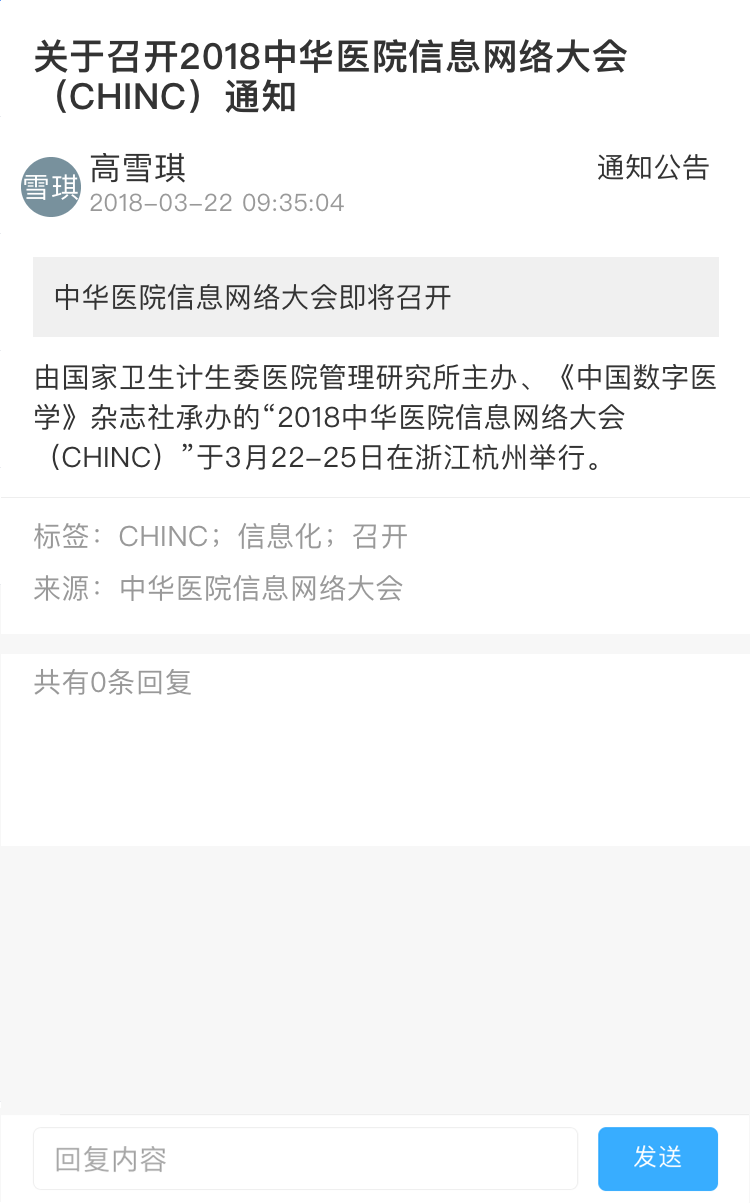 关于召开2018中华医院信息网络大会
（CHINC）通知
雪琪
高雪琪
通知公告
2018-03-22 09:35:04
中华医院信息网络大会即将召开
由国家卫生计生委医院管理研究所主办、《中国数字医
学》杂志社承办的“2018中华医院信息网络大会
（CHINC）”于3月22-25日在浙江杭州举行。
标签：CHINC；信息化；召开
来源：中华医院信息网络大会
共有0条回复
回复内容
发送